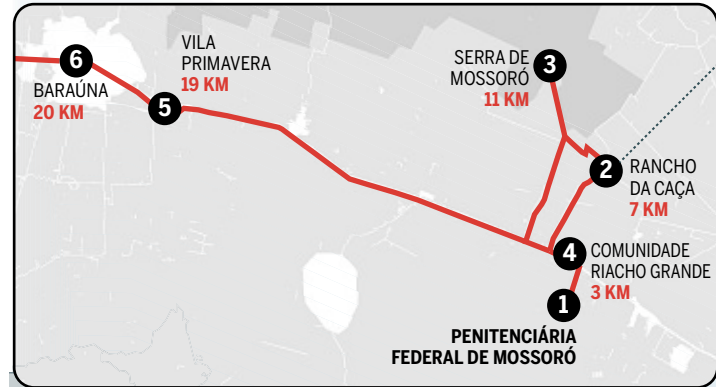 6
BARAÚNA
20 KM
VILA
PRIMAVERA
19 KM
5
SERRA DE
MOSSORÓ
11 KM
3
2
RANCHO
DA CAÇA
7 KM
4
COMUNIDADE
RIACHO GRANDE
3 KM
1
PENITENCIÁRIA
FEDERAL DE MOSSORÓ